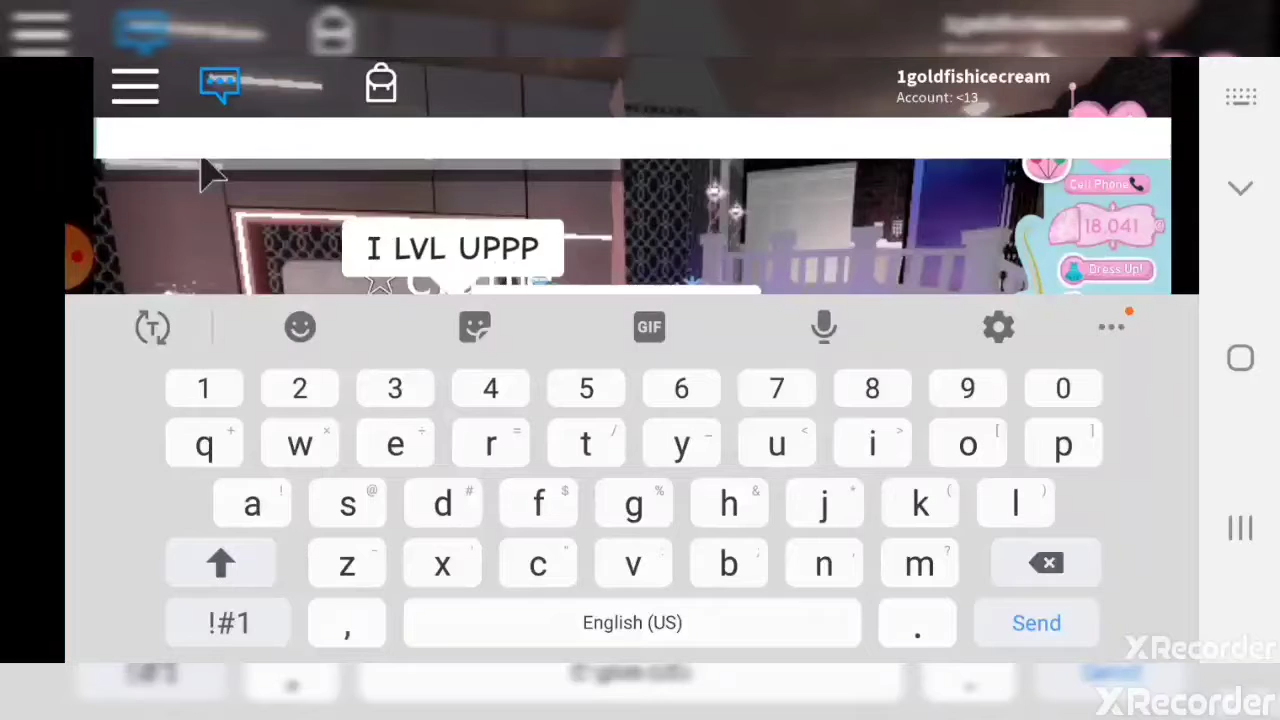 1goldfishicecream
Account: <13
Cell Phone
18,041
Dress Up!
I LVL UPPP
GIF
1 2 3 4 5 6 7 8 9 0
q + w × e ÷ r = t / y _ u < i > o [ p ]
a ! s @ d # f $ g % h & j * k ( l )
z - x ' c " v : b ; n , m ?
!#1 , English (US) . Send
XRecorder
XRecorder